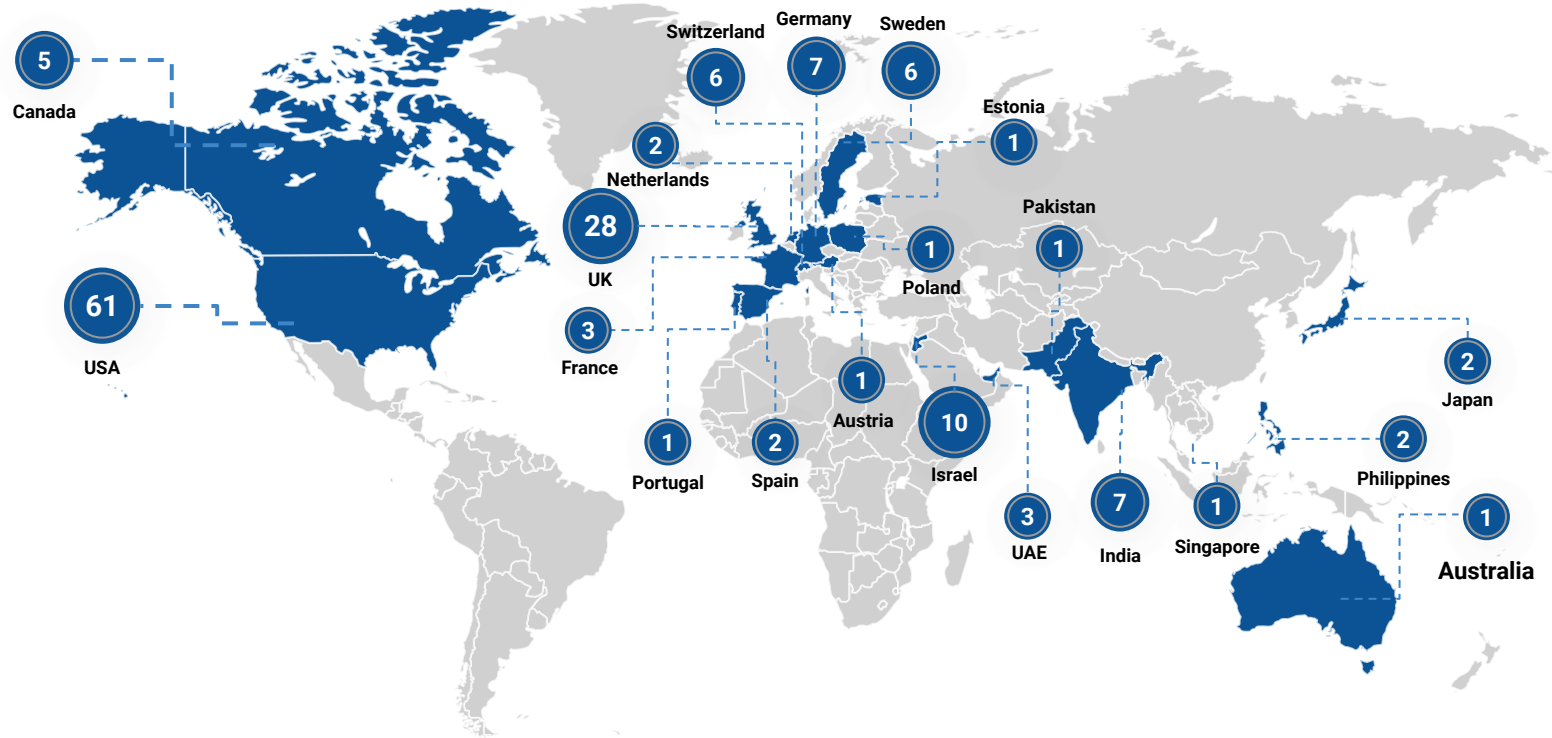 Germany
Sweden
Switzerland
5
7
6
6
Canada
Estonia
2
1
Netherlands
Pakistan
28
1
1
UK
Poland
61
3
USA
France
2
Japan
1
Austria
10
Israel
1
Portugal
2
Spain
2
Philippines
3
UAE
7
India
1
Singapore
1
Australia